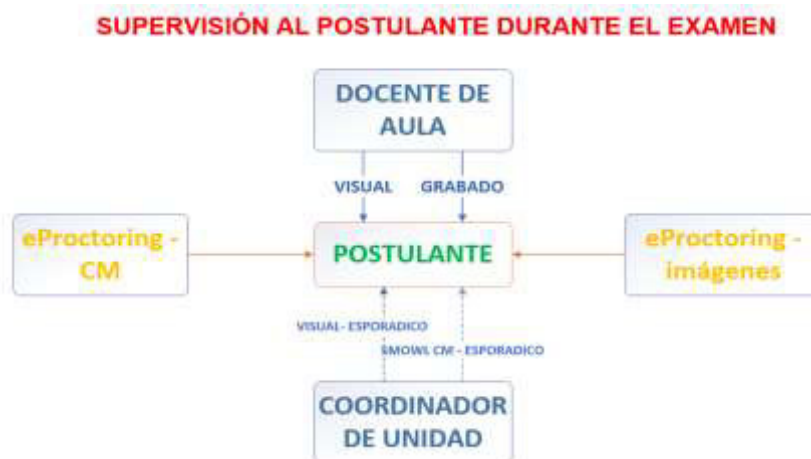 SUPERVISIÓN AL POSTULANTE DURANTE EL EXAMEN
DOCENTE DE
AULA
VISUAL GRABADO
eProctoring -
CM
POSTULANTE
eProctoring -
imágenes
VISUAL- ESPORADICO
SMOWL CM - ESPORADICO
COORDINADOR
DE UNIDAD